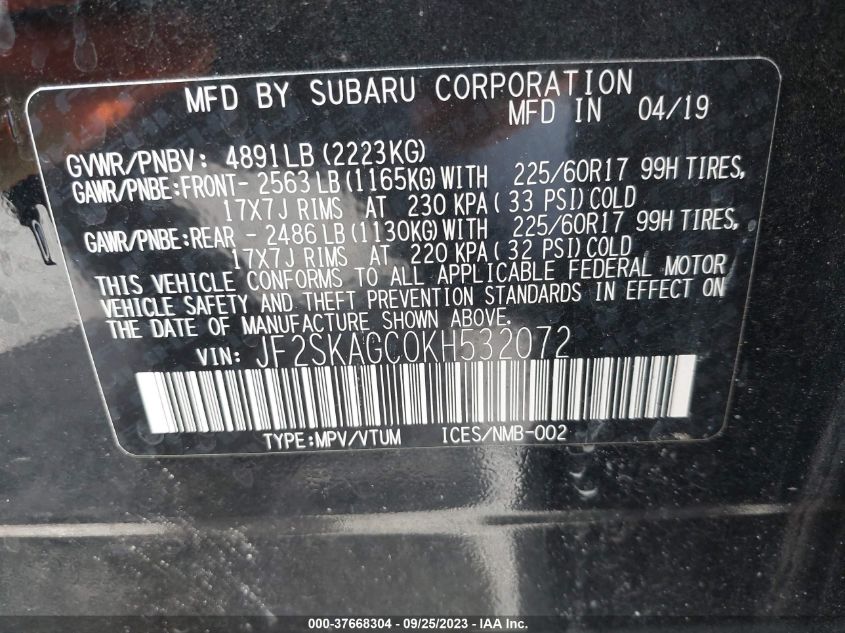 MFD BY SUBARU CORPORATION
MFD IN 04/19
GVWR/PNBV: 4891LB (2223KG)
GAWR/PNBE:FRONT- 2563 LB (1165KG) WITH 225/60R17 99H TIRES,
17X7J RIMS AT 230 KPA ( 33 PSI) COLD
GAWR/PNBE:REAR - 2486 LB (1130KG) WITH 225/60R17 99H TIRES,
17X7J RIMS AT 220 KPA ( 32 PSI) COLD
THIS VEHICLE CONFORMS TO ALL APPLICABLE FEDERAL MOTOR
VEHICLE SAFETY AND THEFT PREVENTION STANDARDS IN EFFECT ON
THE DATE OF MANUFACTURE SHOWN ABOVE.
VIN: JF2SKAGC0KH532072
TYPE:MPV/VTUM ICES/NMB-002
000-37668304 - 09/25/2023 - IAA, Inc.